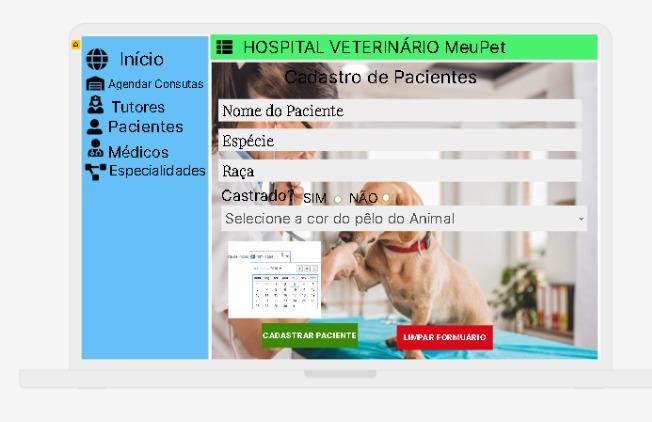 HOSPITAL VETERINÁRIO MeuPet
Início
Agendar Consutas
Tutores
Pacientes
Médicos
Especialidades
Cadastro de Pacientes
Nome do Paciente
Espécie
Raça
Castrado? SIM NÃO
Selecione a cor do pêlo do Animal
CADASTRAR PACIENTE
LIMPAR FORMUÁRIO